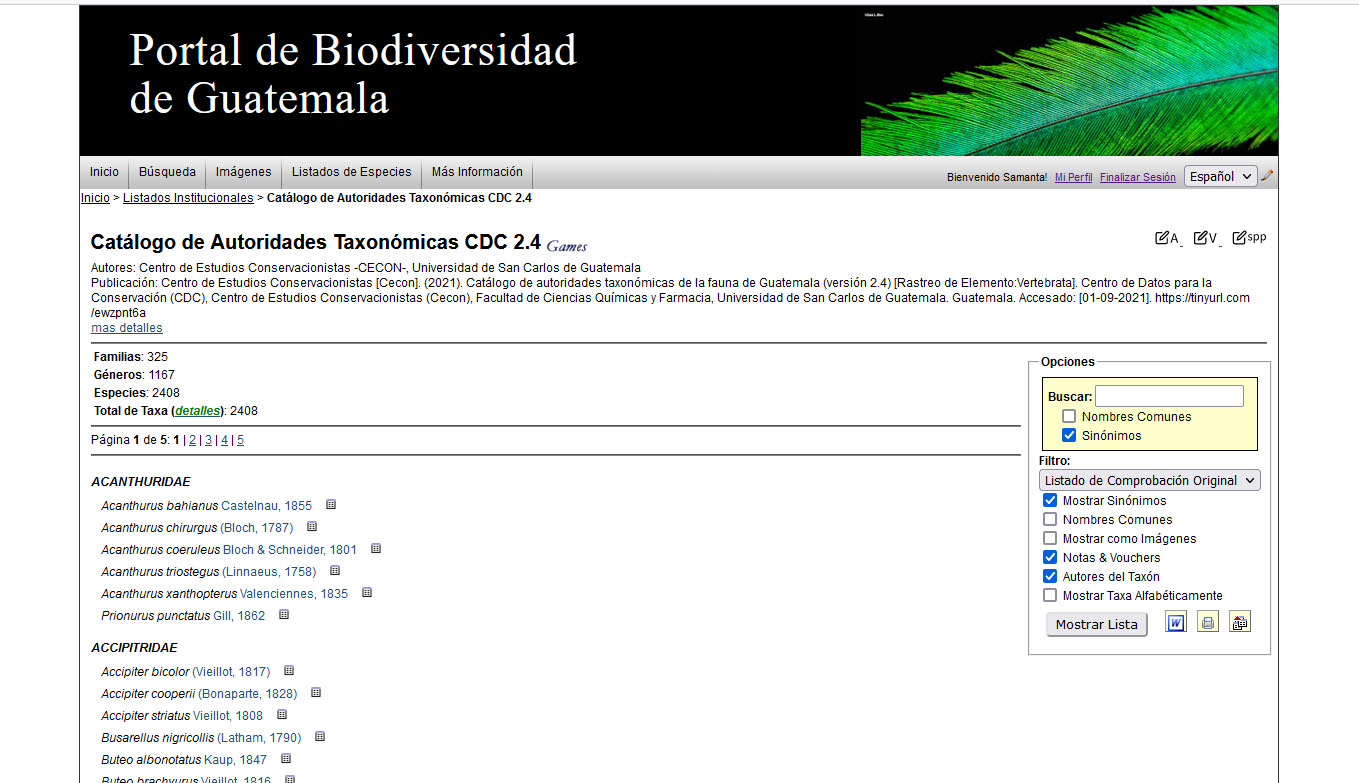 Portal de Biodiversidad
de Guatemala
Inicio Búsqueda Imágenes Listados de Especies Más Información
Bienvenido Samanta! Mi Perfil Finalizar Sesión Español
Inicio > Listados Institucionales > Catálogo de Autoridades Taxonómicas CDC 2.4
Catálogo de Autoridades Taxonómicas CDC 2.4 Games
A V spp
Autores: Centro de Estudios Conservacionistas -CECON-, Universidad de San Carlos de Guatemala
Publicación: Centro de Estudios Conservacionistas [Cecon]. (2021). Catálogo de autoridades taxonómicas de la fauna de Guatemala (versión 2.4) [Rastreo de Elemento:Vertebrata]. Centro de Datos para la
Conservación (CDC), Centro de Estudios Conservacionistas (Cecon), Facultad de Ciencias Químicas y Farmacia, Universidad de San Carlos de Guatemala. Guatemala. Accesado: [01-09-2021]. https://tinyurl.com
/ewzpnt6a
mas detalles
Familias: 325
Géneros: 1167
Especies: 2408
Total de Taxa (detalles): 2408
Página 1 de 5: 1 | 2 | 3 | 4 | 5
ACANTHURIDAE
Acanthurus bahianus Castelnau, 1855
Acanthurus chirurgus (Bloch, 1787)
Acanthurus coeruleus Bloch & Schneider, 1801
Acanthurus triostegus (Linnaeus, 1758)
Acanthurus xanthopterus Valenciennes, 1835
Prionurus punctatus Gill, 1862
ACCIPITRIDAE
Accipiter bicolor (Vieillot, 1817)
Accipiter cooperii (Bonaparte, 1828)
Accipiter striatus Vieillot, 1808
Busarellus nigricollis (Latham, 1790)
Buteo albonotatus Kaup, 1847
Buteo brachyurus Vieillot, 1816
Opciones
Buscar:
Nombres Comunes
Sinónimos
Filtro:
Listado de Comprobación Original
Mostrar Sinónimos
Nombres Comunes
Mostrar como Imágenes
Notas & Vouchers
Autores del Taxón
Mostrar Taxa Alfabéticamente
Mostrar Lista W